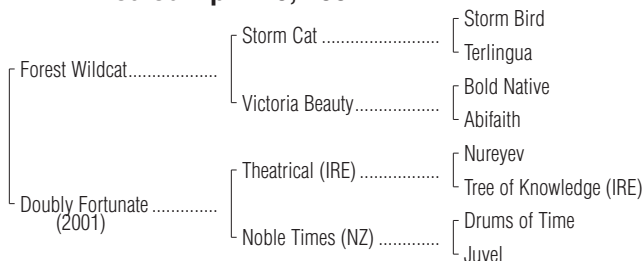 Storm Bird
Storm Cat ........................
Terlingua
Forest Wildcat..................
Bold Native
Victoria Beauty.................
Abifaith
Nureyev
Theatrical (IRE) ................
Tree of Knowledge (IRE)
Doubly Fortunate .............
(2001)
Drums of Time
Noble Times (NZ) ............
Juvel